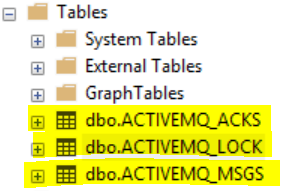 Tables
System Tables
External Tables
GraphTables
dbo.ACTIVEMQ_ACKS
dbo.ACTIVEMQ_LOCK
dbo.ACTIVEMQ_MSGS